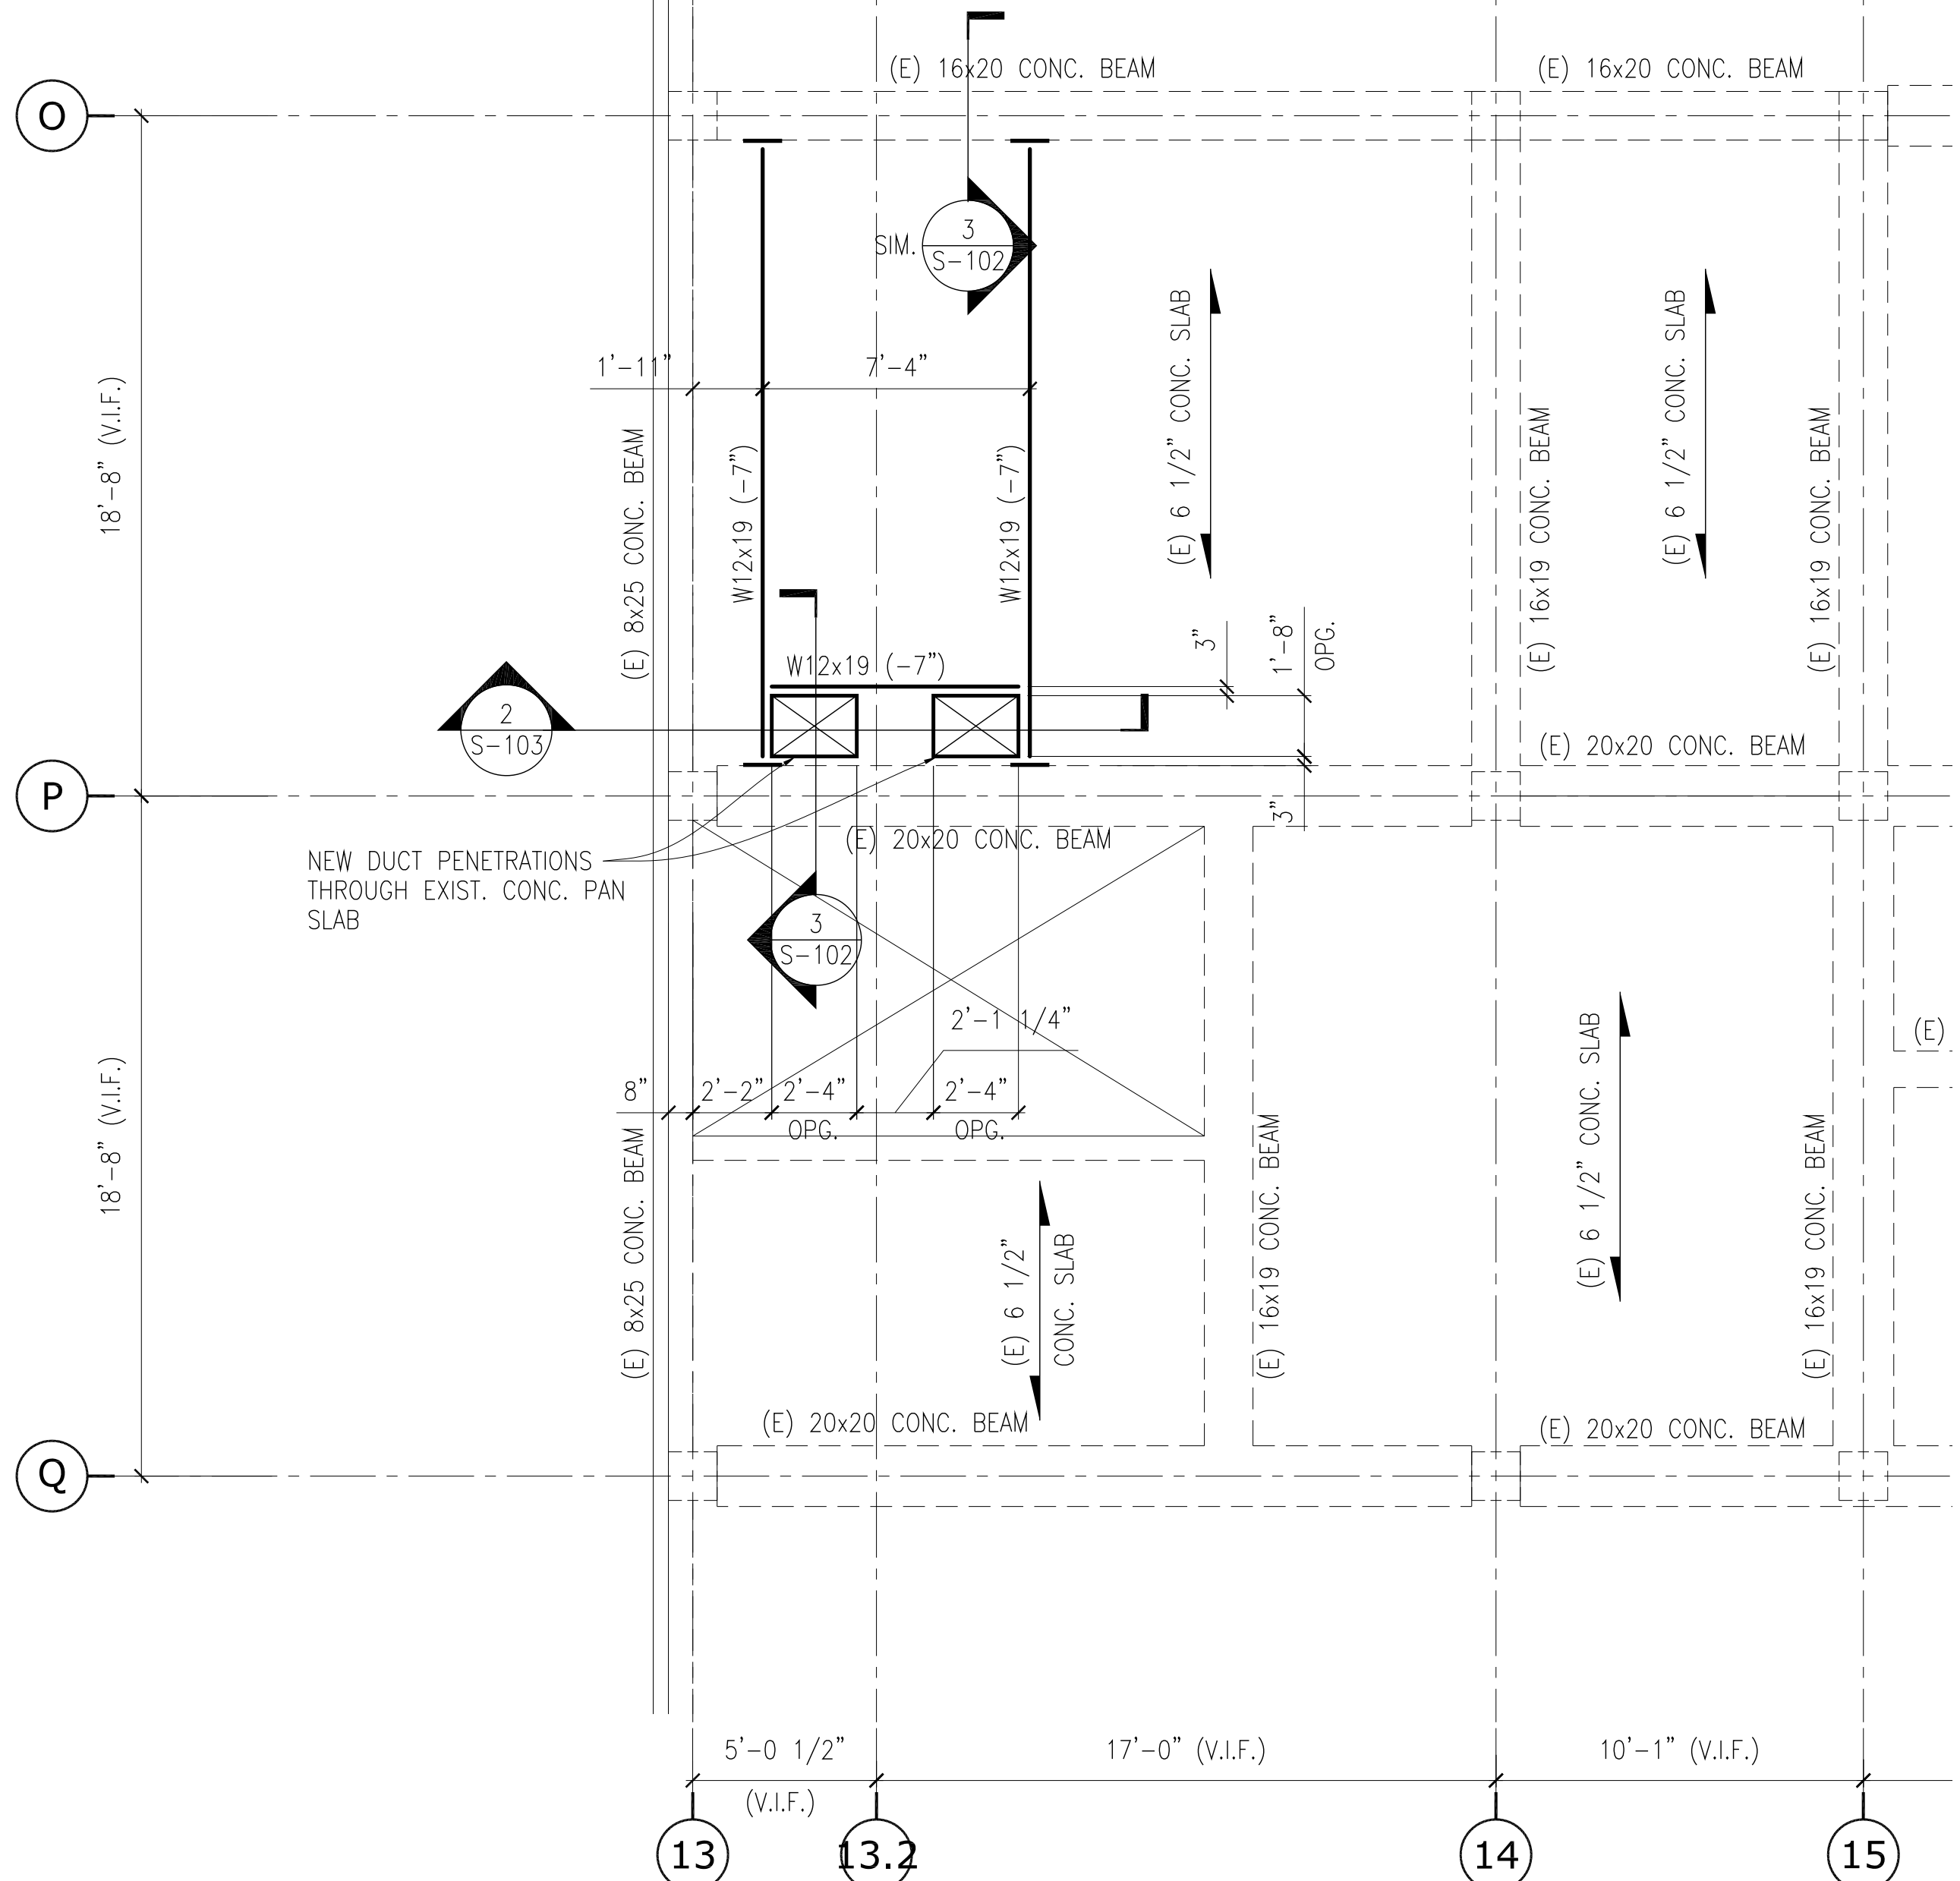 (E) 16x20 CONC. BEAM
(E) 16x20 CONC. BEAM
O
3
S-102
SIM.
18'-8" (V.I.F.)
1'-11"
7'-4"
(E) 8x25 CONC. BEAM
W12x19 (-7")
W12x19 (-7")
(E) 6 1/2" CONC. SLAB
(E) 16x19 CONC. BEAM
(E) 6 1/2" CONC. SLAB
(E) 16x19 CONC. BEAM
W12x19 (-7")
3"
1'-8"
OPG.
2
S-103
(E) 20x20 CONC. BEAM
P
3"
(E) 20x20 CONC. BEAM
NEW DUCT PENETRATIONS
THROUGH EXIST. CONC. PAN
SLAB
3
S-102
2'-1 1/4"
(E)
18'-8" (V.I.F.)
8"
2'-2"
2'-4"
OPG.
2'-4"
OPG.
(E) 8x25 CONC. BEAM
(E) 6 1/2"
CONC. SLAB
(E) 16x19 CONC. BEAM
(E) 6 1/2" CONC. SLAB
(E) 16x19 CONC. BEAM
(E) 20x20 CONC. BEAM
(E) 20x20 CONC. BEAM
Q
5'-0 1/2"
(V.I.F.)
17'-0" (V.I.F.)
10'-1" (V.I.F.)
13
13.2
14
15